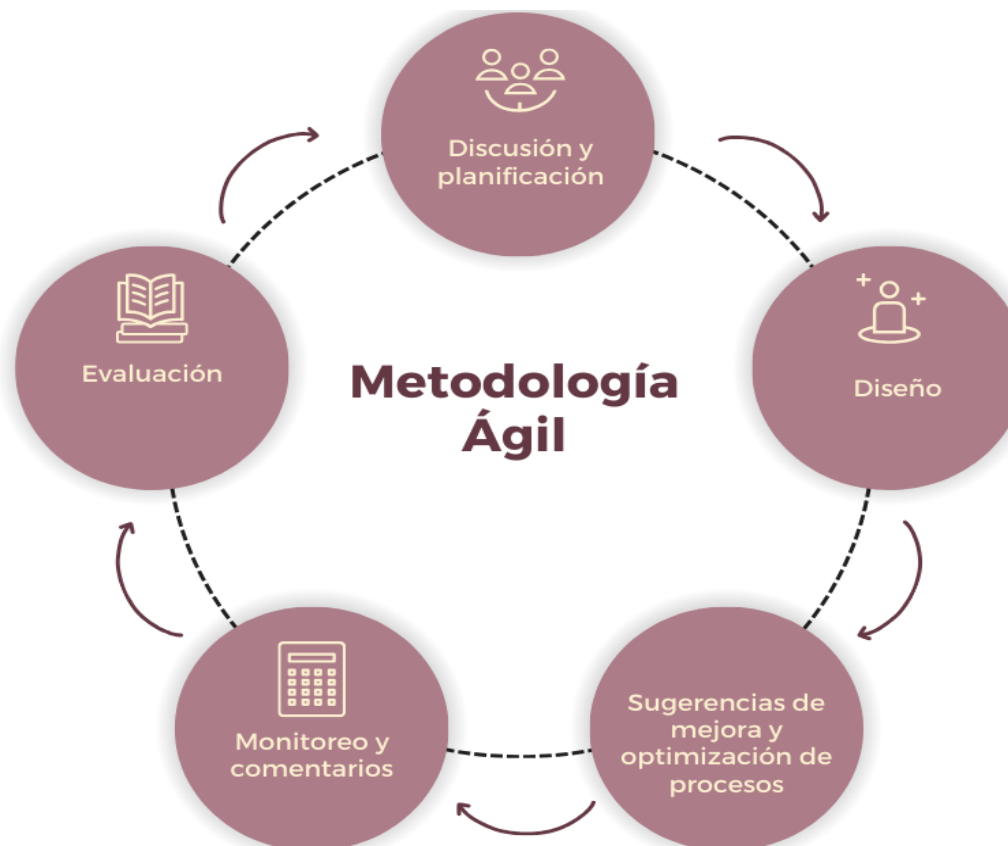 Discusión y
planificación
Diseño
Sugerencias de
mejora y
optimización de
procesos
Monitoreo y
comentarios
Evaluación
Metodología
Ágil